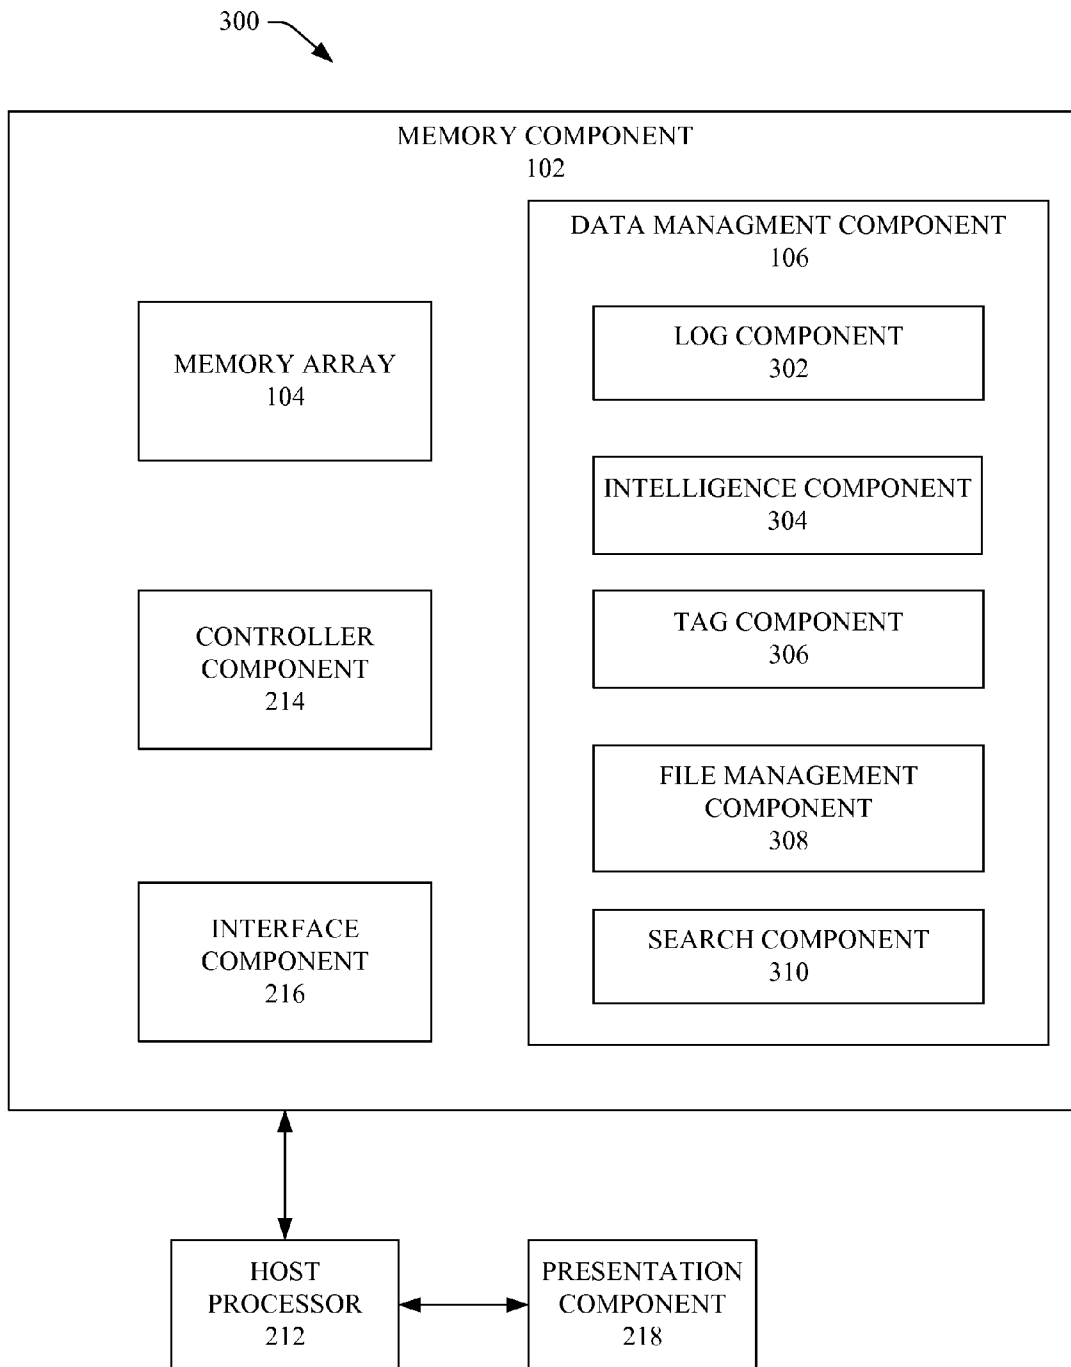 300
MEMORY COMPONENT
102
DATA MANAGMENT COMPONENT
106
MEMORY ARRAY
104
CONTROLLER
COMPONENT
214
INTERFACE
COMPONENT
216
LOG COMPONENT
302
INTELLIGENCE COMPONENT
304
TAG COMPONENT
306
FILE MANAGEMENT
COMPONENT
308
SEARCH COMPONENT
310
HOST
PROCESSOR
212
PRESENTATION
COMPONENT
218